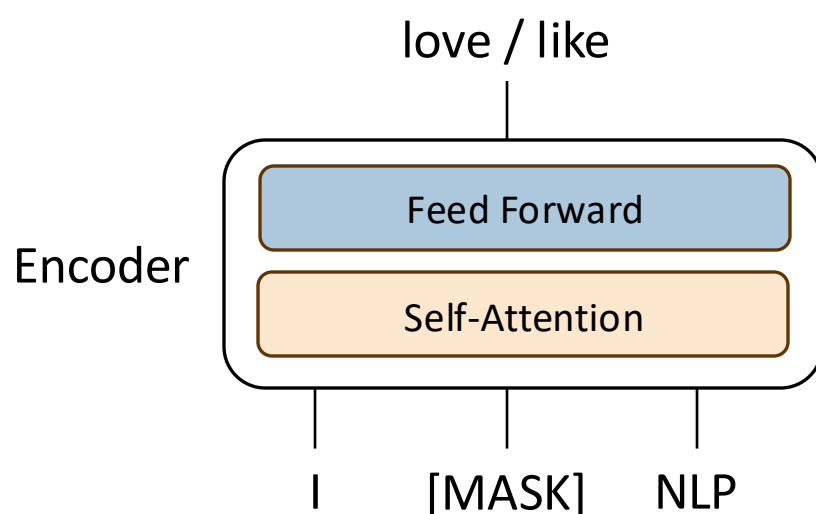 love / like
Feed Forward
Encoder
Self-Attention
I [MASK] NLP